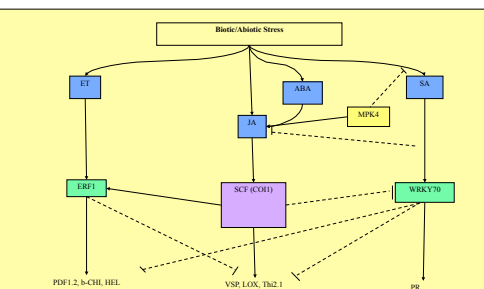 Biotic/Abiotic Stress
ET
ABA
SA
MPK4
JA
ERF1
SCF (COI1)
WRKY70
PDF1.2, b-CHI, HEL
VSP, LOX, Thi2.1
PR